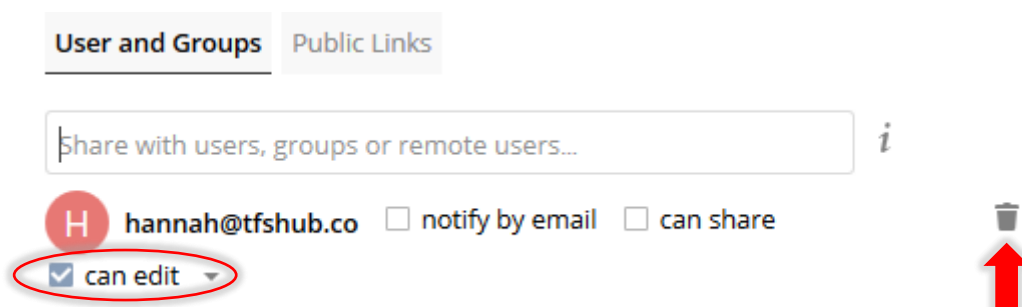 User and Groups Public Links
Share with users, groups or remote users...
i
H hannah@tfshub.co notify by email can share
can edit